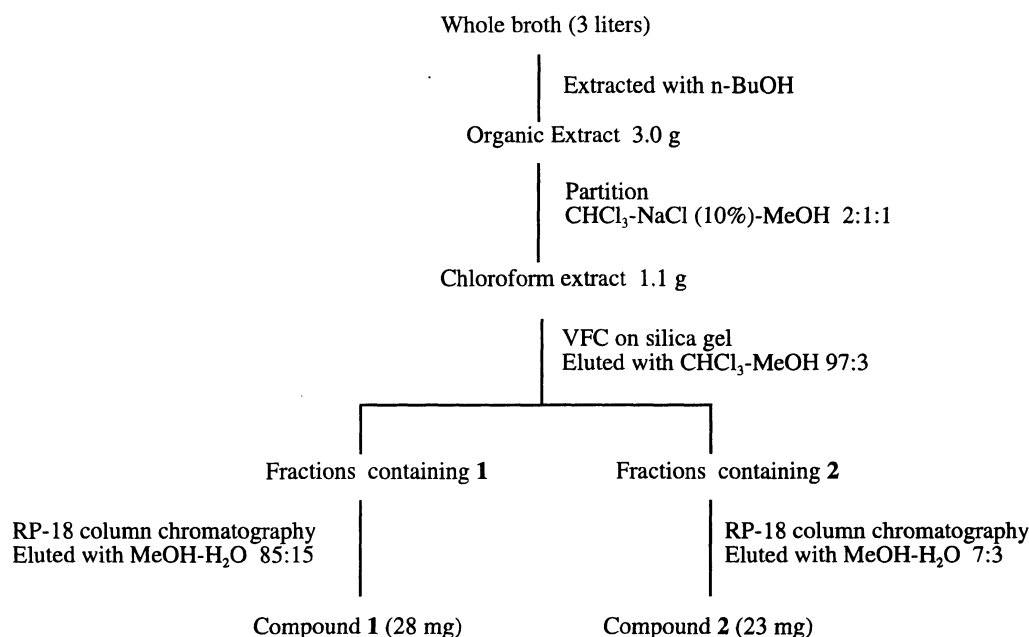 Whole broth (3 liters)
Extracted with n-BuOH
Organic Extract 3.0 g
Partition
CHCl₃-NaCl (10%)-MeOH 2:1:1
Chloroform extract 1.1 g
VFC on silica gel
Eluted with CHCl₃-MeOH 97:3
Fractions containing 1
Fractions containing 2
RP-18 column chromatography
Eluted with MeOH-H₂O 85:15
RP-18 column chromatography
Eluted with MeOH-H₂O 7:3
Compound 1 (28 mg)
Compound 2 (23 mg)